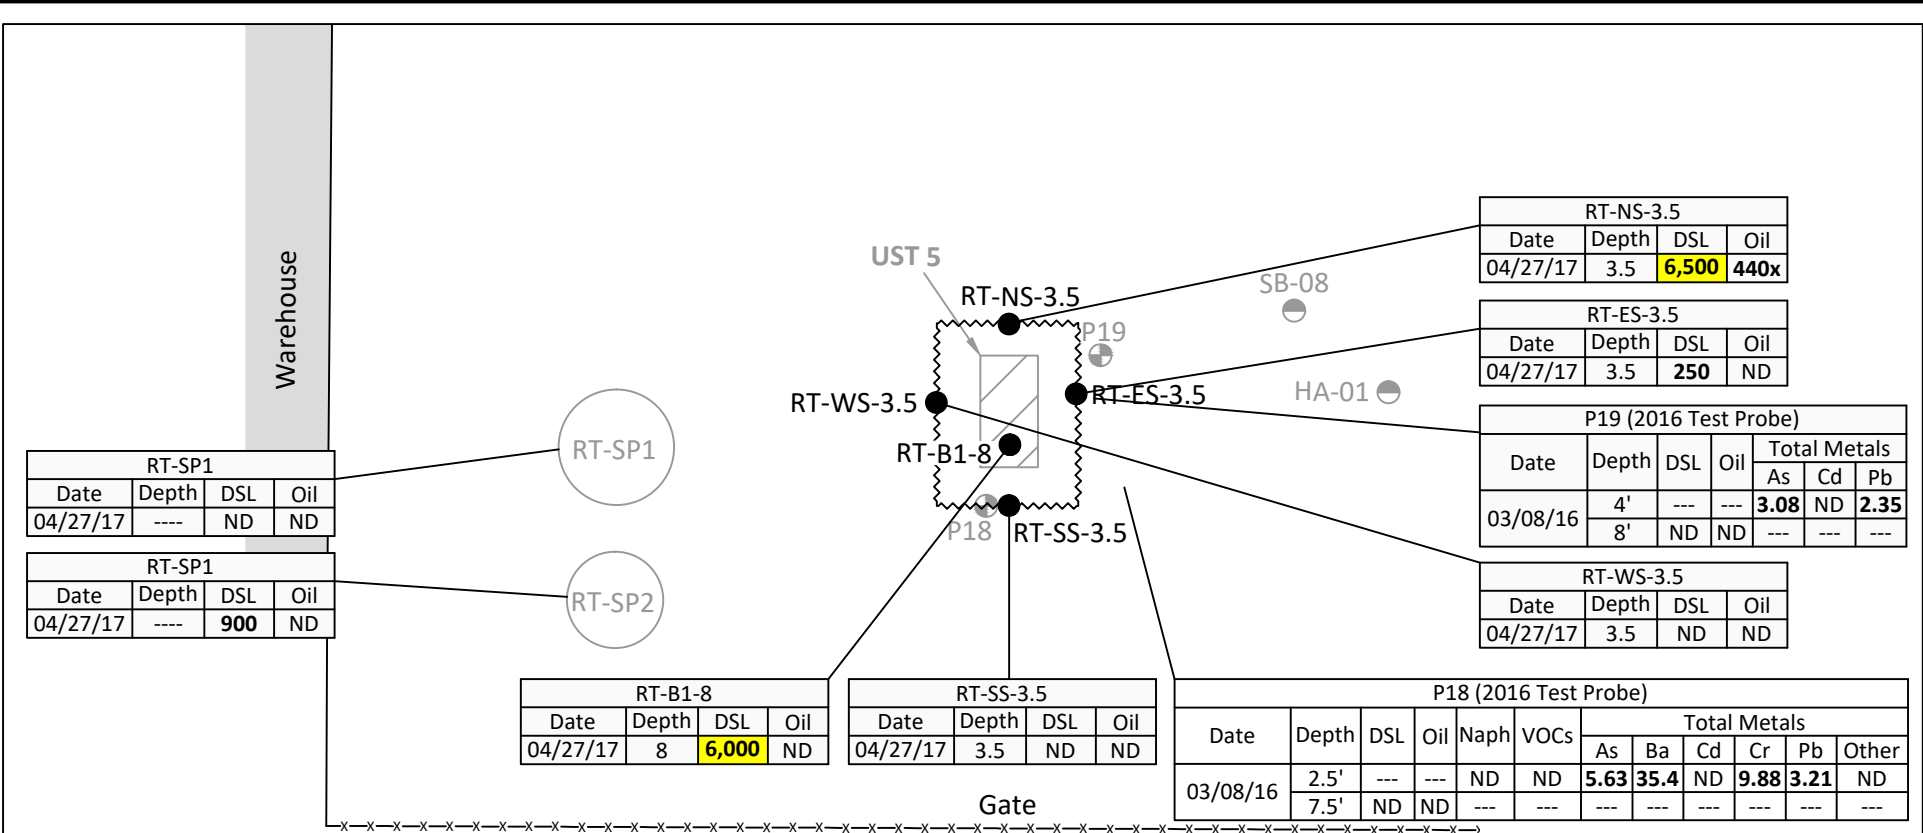 Warehouse
UST 5
RT-NS-3.5
SB-08
P19
RT-WS-3.5
RT-ES-3.5
HA-01
RT-B1-8
P18
RT-SS-3.5
RT-SP1
RT-SP2
Gate
RT-NS-3.5
Date Depth DSL Oil
04/27/17 3.5 6,500 440x
RT-ES-3.5
Date Depth DSL Oil
04/27/17 3.5 250 ND
P19 (2016 Test Probe)
Date Depth DSL Oil Total Metals
As Cd Pb
03/08/16 4' --- --- 3.08 ND 2.35
8' ND ND --- --- ---
RT-WS-3.5
Date Depth DSL Oil
04/27/17 3.5 ND ND
RT-SP1
Date Depth DSL Oil
04/27/17 ---- ND ND
RT-SP1
Date Depth DSL Oil
04/27/17 ---- 900 ND
RT-B1-8
Date Depth DSL Oil
04/27/17 8 6,000 ND
RT-SS-3.5
Date Depth DSL Oil
04/27/17 3.5 ND ND
P18 (2016 Test Probe)
Date Depth DSL Oil Naph VOCs Total Metals
As Ba Cd Cr Pb Other
03/08/16 2.5' --- --- ND ND 5.63 35.4 ND 9.88 3.21 ND
7.5' ND ND --- --- --- --- --- --- --- ---